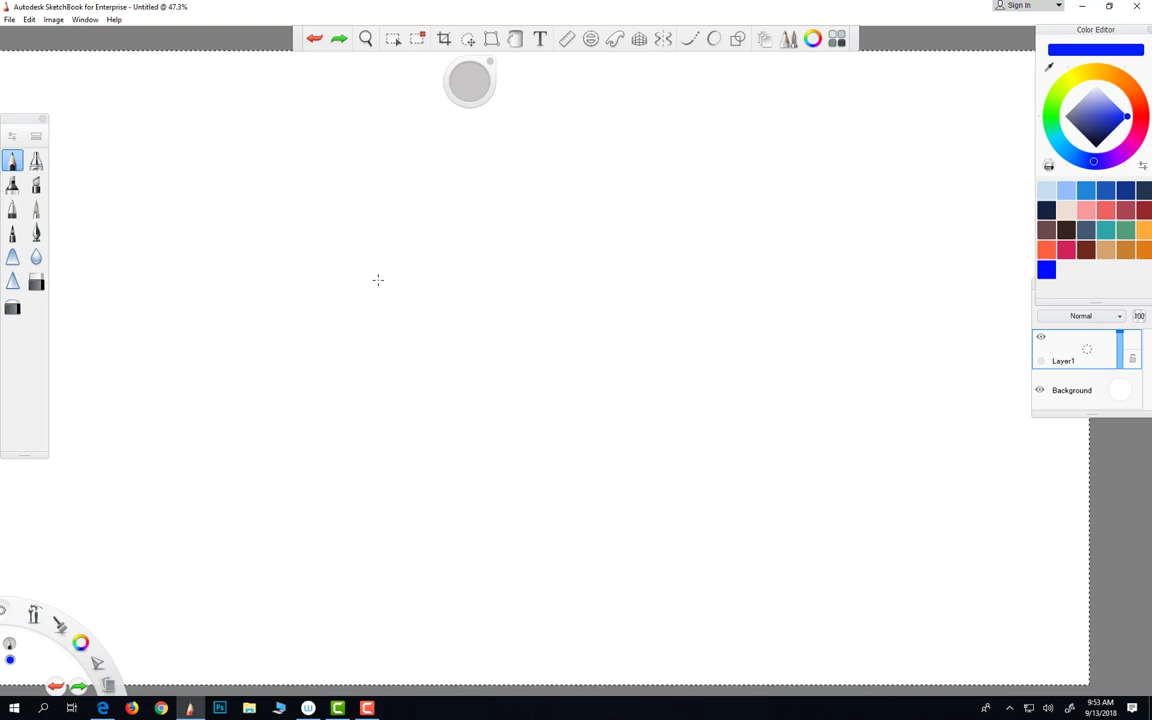 Autodesk SketchBook for Enterprise - Untitled @ 47.3%
Sign In
File Edit Image Window Help
T
Color Editor
Normal 100
Layer1
Background
Ps
W
C C
9:53 AM
9/13/2018